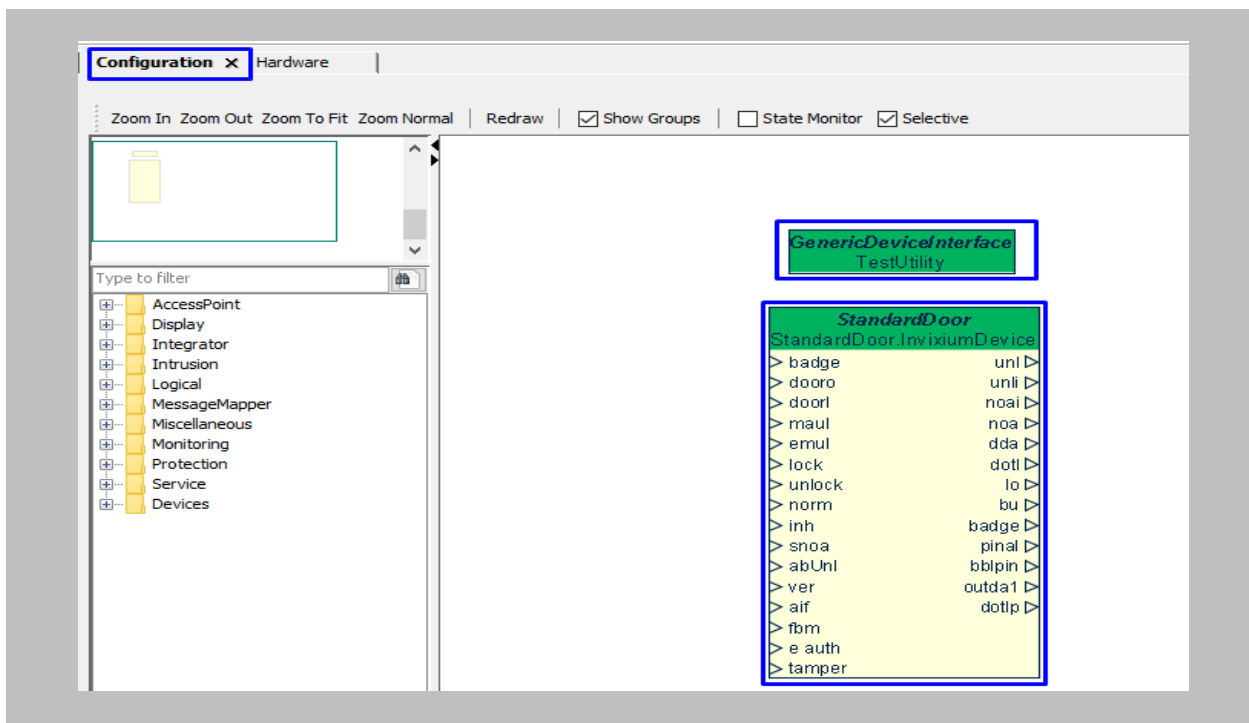 Configuration X Hardware
Zoom In Zoom Out Zoom To Fit Zoom Normal Redraw Show Groups State Monitor Selective
Type to filter
AccessPoint
Display
Integrator
Intrusion
Logical
MessageMapper
Miscellaneous
Monitoring
Protection
Service
Devices
GenericDeviceInterface
TestUtility
StandardDoor
StandardDoor.InvixiumDevice
badge unl
dooro unli
doorl noai
maul noa
emul dda
lock dotl
unlock lo
norm bu
inh badge
snoa pinal
abUnl bblpin
ver outda1
aif dotlp
fbm
e auth
tamper